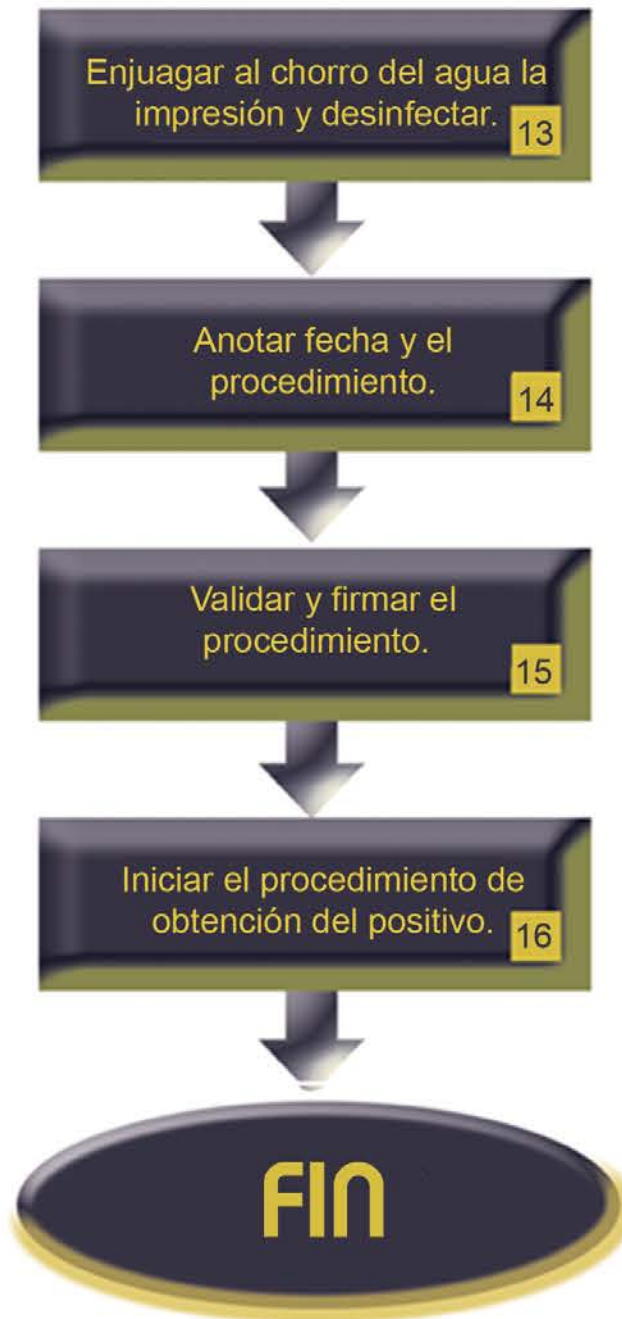 Enjuagar al chorro del agua la
impresión y desinfectar.
13
Anotar fecha y el
procedimiento.
14
Validar y firmar el
procedimiento.
15
Iniciar el procedimiento de
obtención del positivo.
16
FIN